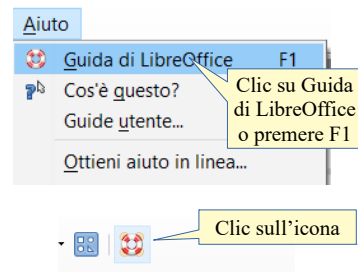 Aiuto
Guida di LibreOffice F1
Cos'è questo?
Guide utente...
Ottieni aiuto in linea...
Clic su Guida
di LibreOffice
o premere F1
Clic sull’icona